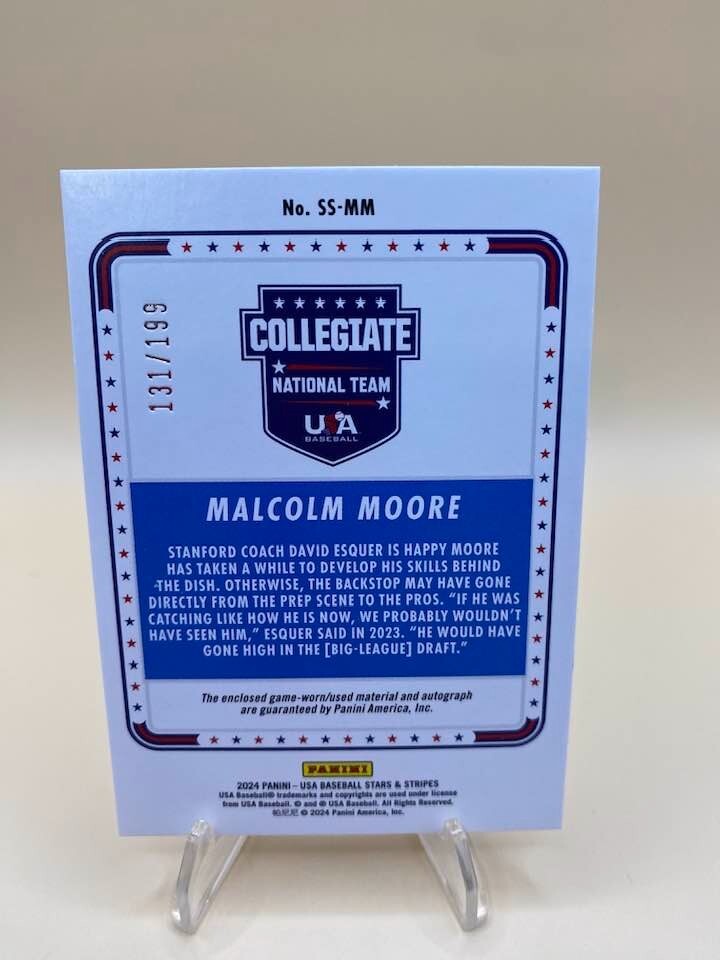 No. SS-MM
131/199
COLLEGIATE
NATIONAL TEAM
USA
BASEBALL
MALCOLM MOORE
STANFORD COACH DAVID ESQUER IS HAPPY MOORE
HAS TAKEN A WHILE TO DEVELOP HIS SKILLS BEHIND
THE DISH. OTHERWISE, THE BACKSTOP MAY HAVE GONE
DIRECTLY FROM THE PREP SCENE TO THE PROS. “IF HE WAS
CATCHING LIKE HOW HE IS NOW, WE PROBABLY WOULDN’T
HAVE SEEN HIM,” ESQUER SAID IN 2023. “HE WOULD HAVE
GONE HIGH IN THE [BIG-LEAGUE] DRAFT.”
The enclosed game-worn/used material and autograph
are guaranteed by Panini America, Inc.
PANINI
2024 PANINI – USA BASEBALL STARS & STRIPES
USA Baseball® trademarks and copyrights are used under license
from USA Baseball. © and ® USA Baseball. All Rights Reserved.
帕尼尼 © 2024 Panini America, Inc.